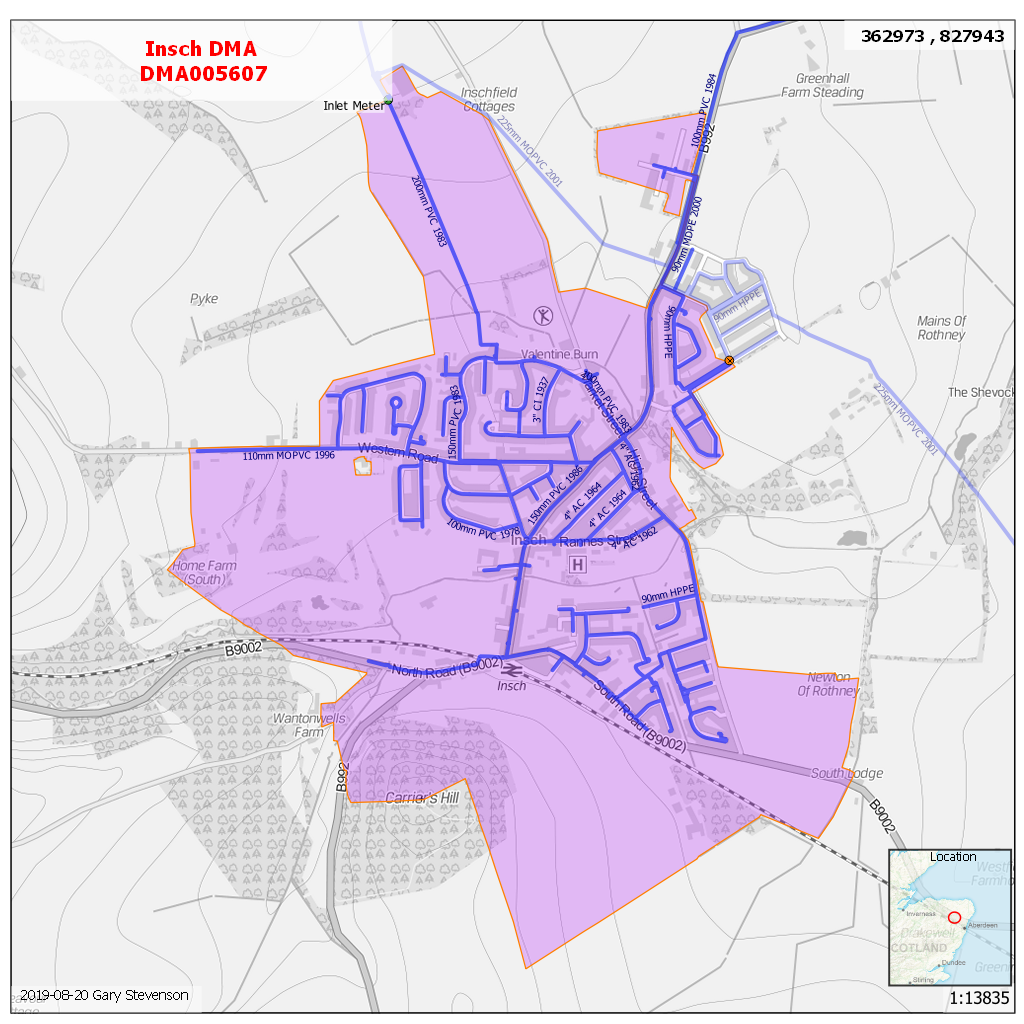 Insch DMA
DMA005607
362973 , 827943
Inlet Meter
Inschfield
Cottages
Greenhall
Farm Steading
100mm PVC 1984
B992
225mm MOPVC 2001
200mm PVC 1983
90mm MDPE 2000
Pyke
90mm HPPE
90mm HPPE
Mains Of
Rothney
Valentine Burn
The Shevock
225mm MOPVC 2001
3" CI 1937
100mm PVC 1983
Market Street
150mm PVC 1983
Western Road
110mm MOPVC 1996
4" AC 1962
High Street
150mm PVC 1986
4" AC 1964
4" AC 1964
100mm PVC 1978
Insch
Rannes Street
4" AC 1962
H
Home Farm
(South)
90mm HPPE
B9002
North Road (B9002)
Insch
South Road (B9002)
Newton
Of Rothney
Wantonwells
Farm
B992
Carrier's Hill
South Lodge
B9002
Location
Inverness
Aberdeen
Drakewell
SCOTLAND
Dundee
Stirling
2019-08-20 Gary Stevenson
1:13835